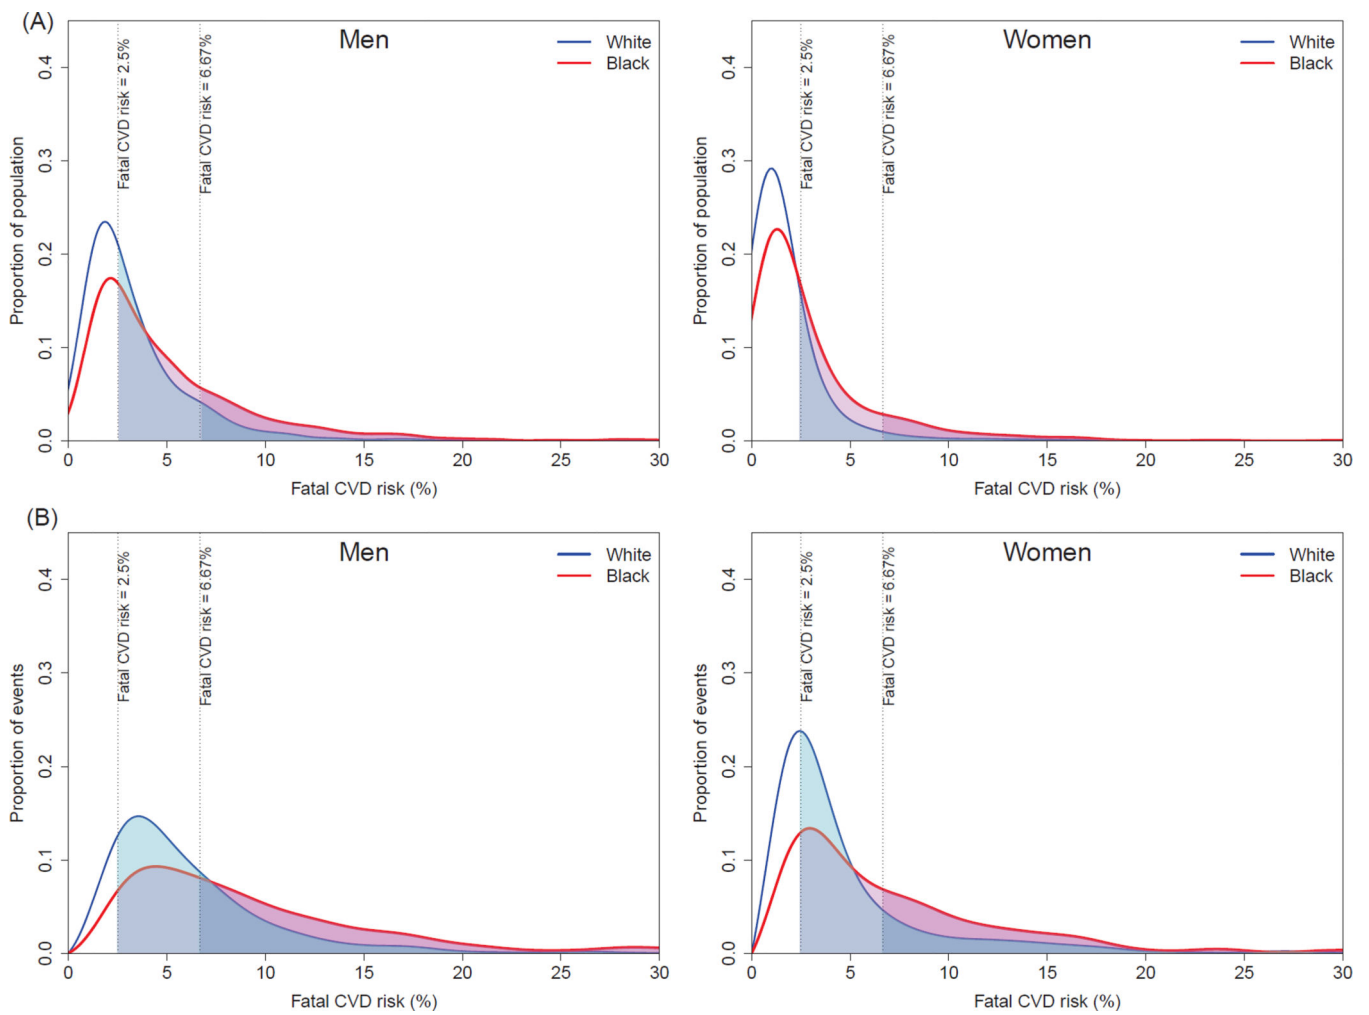 (A)
Men
White
Black
Fatal CVD risk = 2.5%
Fatal CVD risk = 6.67%
Proportion of population
0.0
0.1
0.2
0.3
0.4
0 5 10 15 20 25 30
Fatal CVD risk (%)
Women
White
Black
Fatal CVD risk = 2.5%
Fatal CVD risk = 6.67%
Proportion of population
0.0
0.1
0.2
0.3
0.4
0 5 10 15 20 25 30
Fatal CVD risk (%)
(B)
Men
White
Black
Fatal CVD risk = 2.5%
Fatal CVD risk = 6.67%
Proportion of events
0.0
0.1
0.2
0.3
0.4
0 5 10 15 20 25 30
Fatal CVD risk (%)
Women
White
Black
Fatal CVD risk = 2.5%
Fatal CVD risk = 6.67%
Proportion of events
0.0
0.1
0.2
0.3
0.4
0 5 10 15 20 25 30
Fatal CVD risk (%)